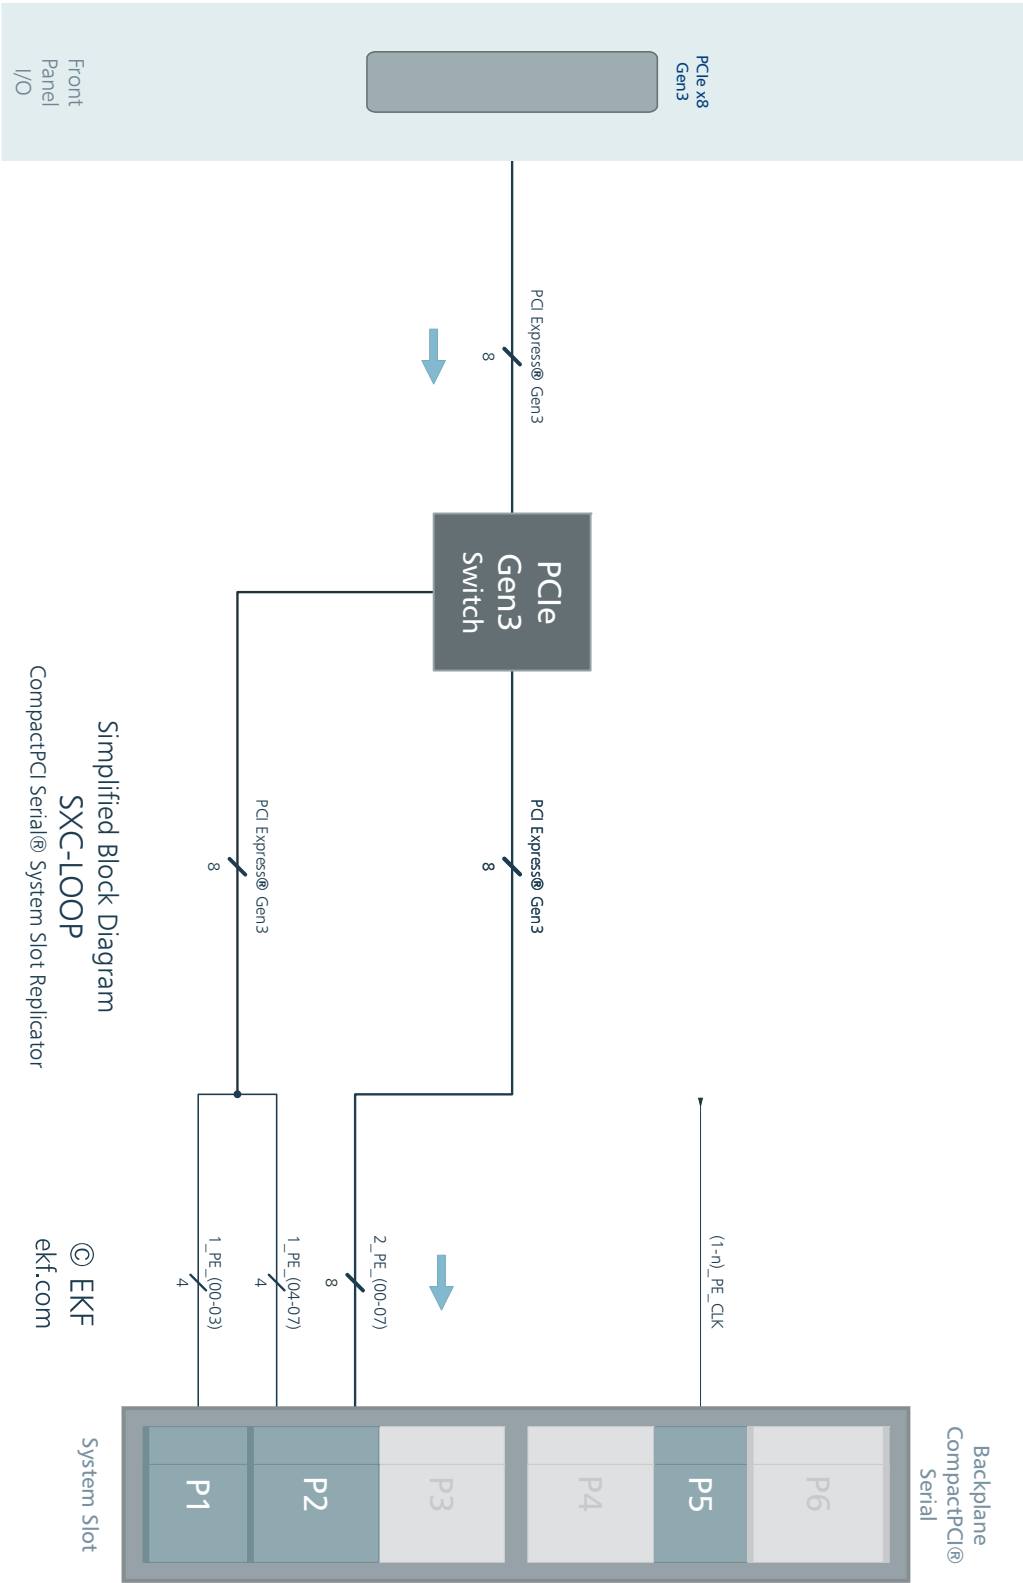 PCIe x8
Gen3
Front
Panel
I/O
PCI Express® Gen3
8
PCIe
Gen3
Switch
PCI Express® Gen3
8
PCI Express® Gen3
8
Simplified Block Diagram
SXC-LOOP
CompactPCI Serial® System Slot Replicator
(1-n)_PE_CLK
2_PE_(00-07)
8
1_PE_(04-07)
4
1_PE_(00-03)
4
© EKF
ekf.com
Backplane
CompactPCI®
Serial
P6
P5
P4
P3
P2
P1
System Slot